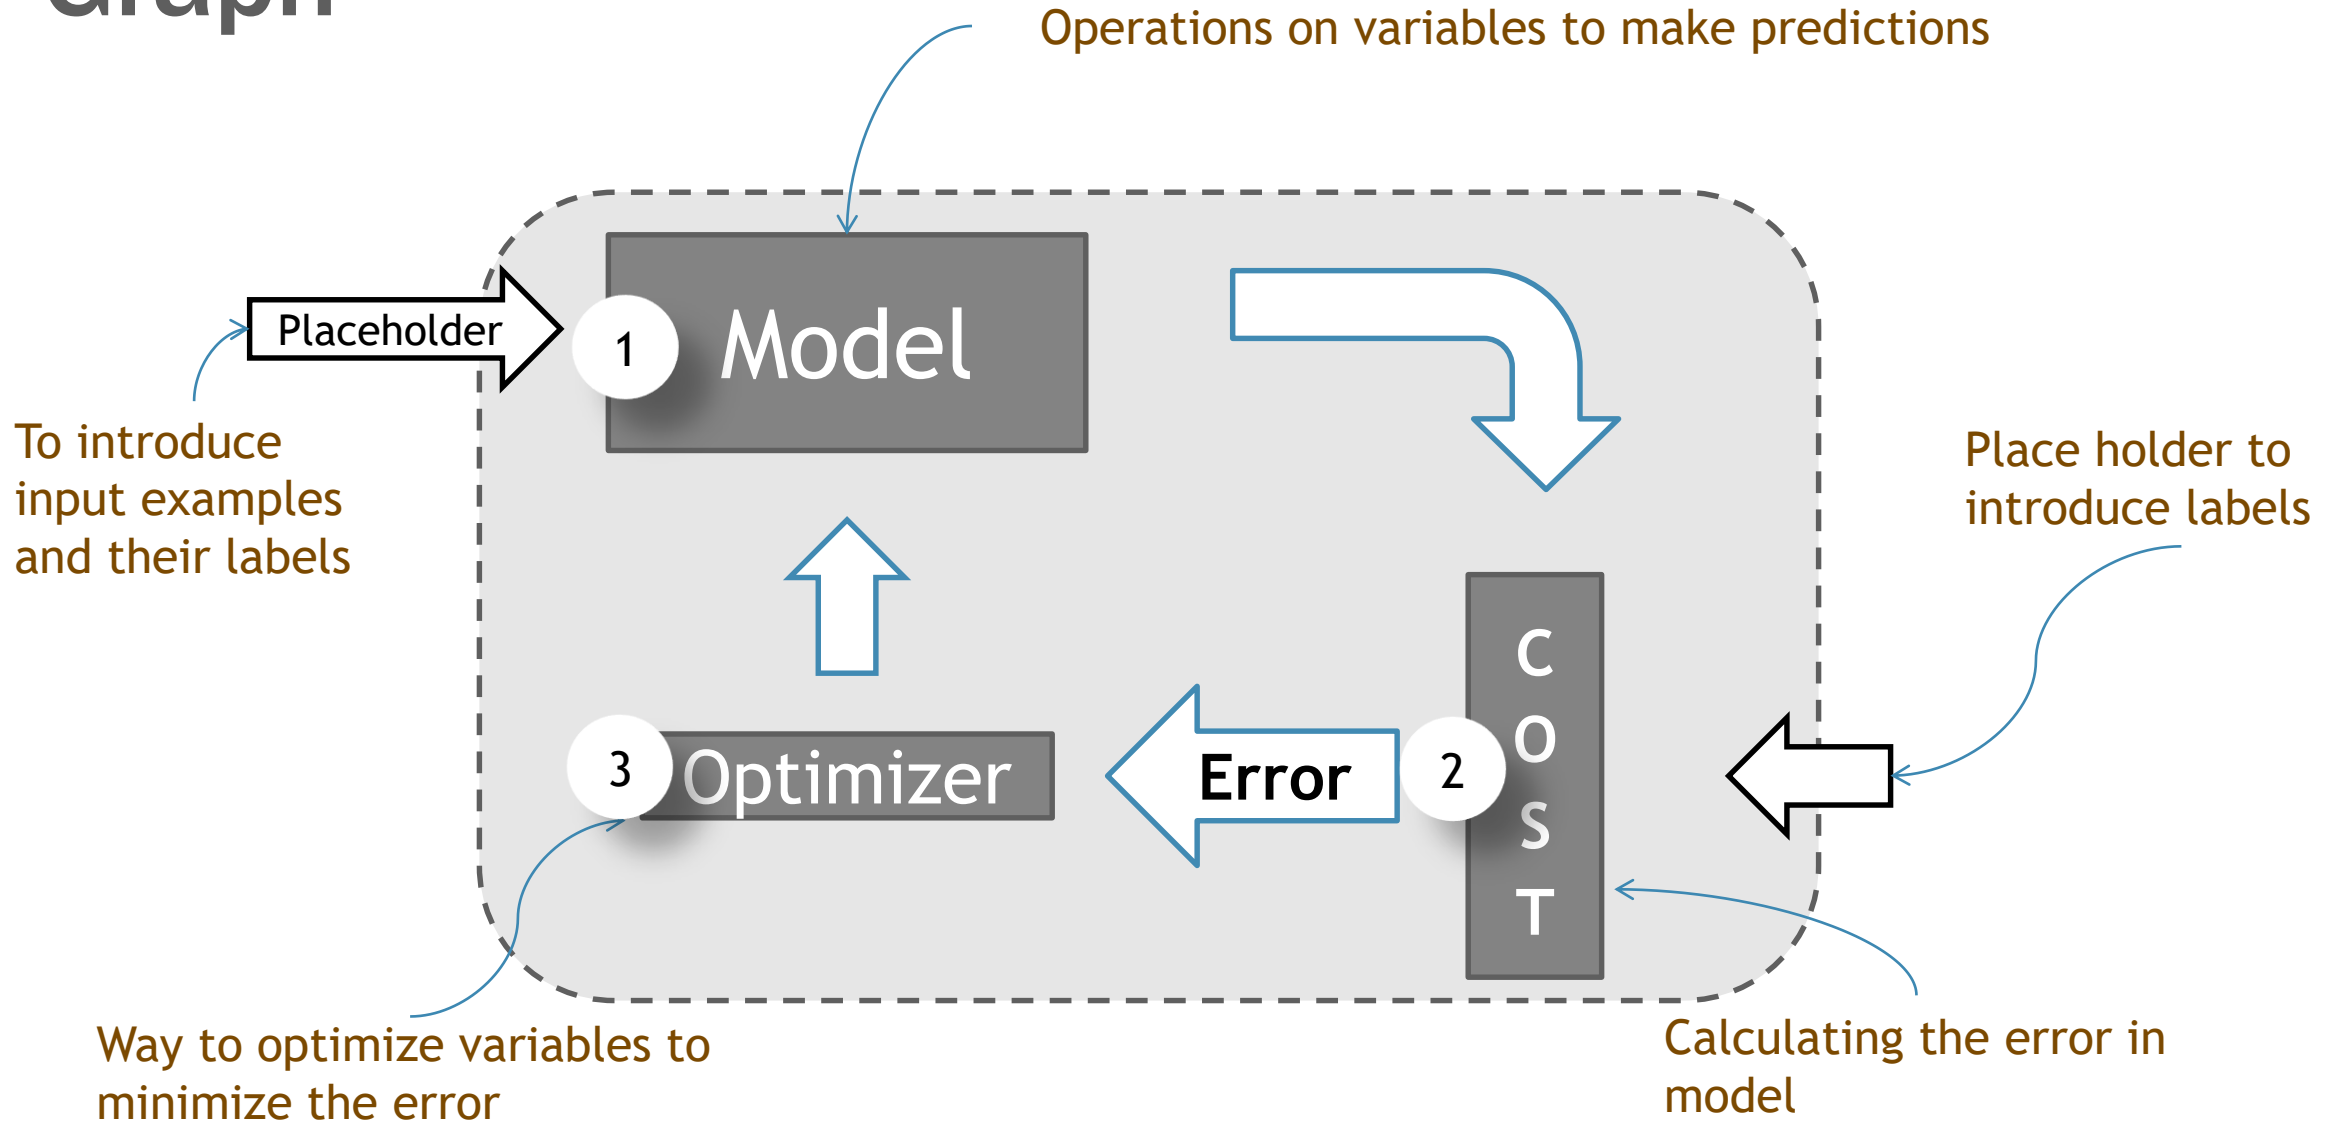 Graph
Operations on variables to make predictions
Placeholder
1
Model
To introduce
input examples
and their labels
Place holder to
introduce labels
C
O
S
T
2
Error
3
Optimizer
Way to optimize variables to
minimize the error
Calculating the error in
model